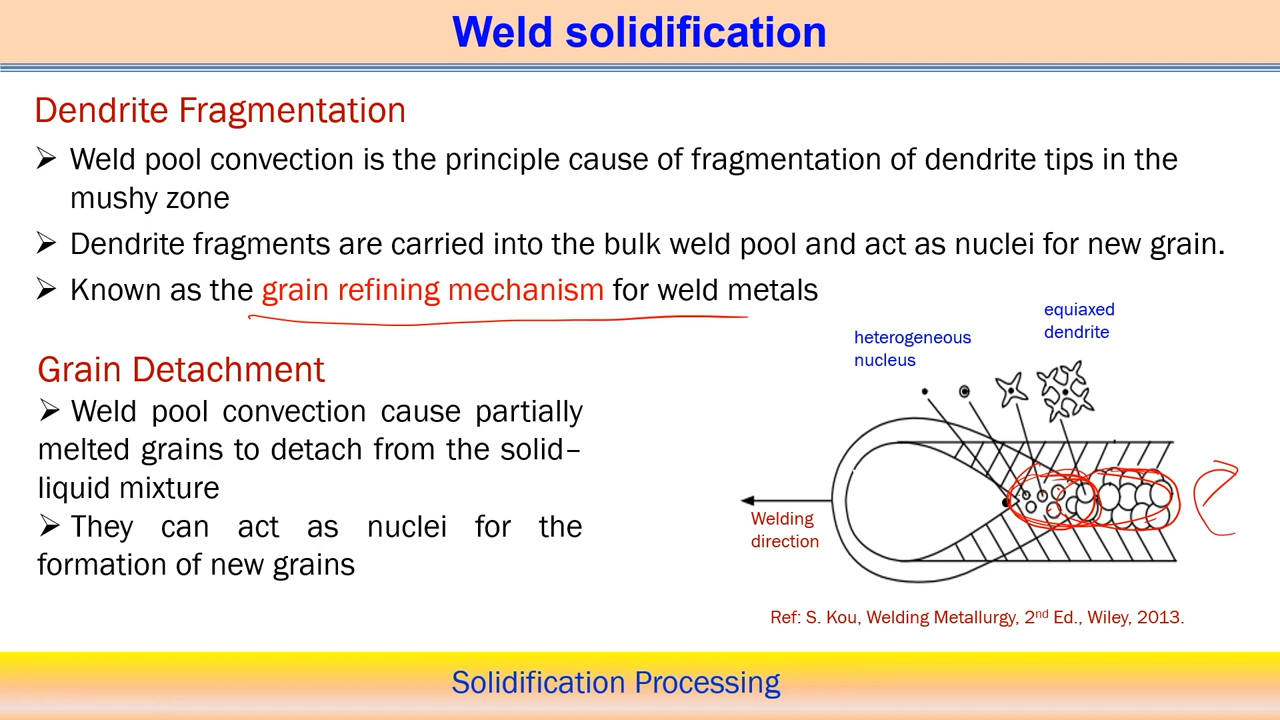 Weld solidification
Dendrite Fragmentation
➢ Weld pool convection is the principle cause of fragmentation of dendrite tips in the
mushy zone
➢ Dendrite fragments are carried into the bulk weld pool and act as nuclei for new grain.
➢ Known as the grain refining mechanism for weld metals
Grain Detachment
➢ Weld pool convection cause partially
melted grains to detach from the solid–
liquid mixture
➢ They can act as nuclei for the
formation of new grains
heterogeneous
nucleus
equiaxed
dendrite
Welding
direction
Ref: S. Kou, Welding Metallurgy, 2nd Ed., Wiley, 2013.
Solidification Processing